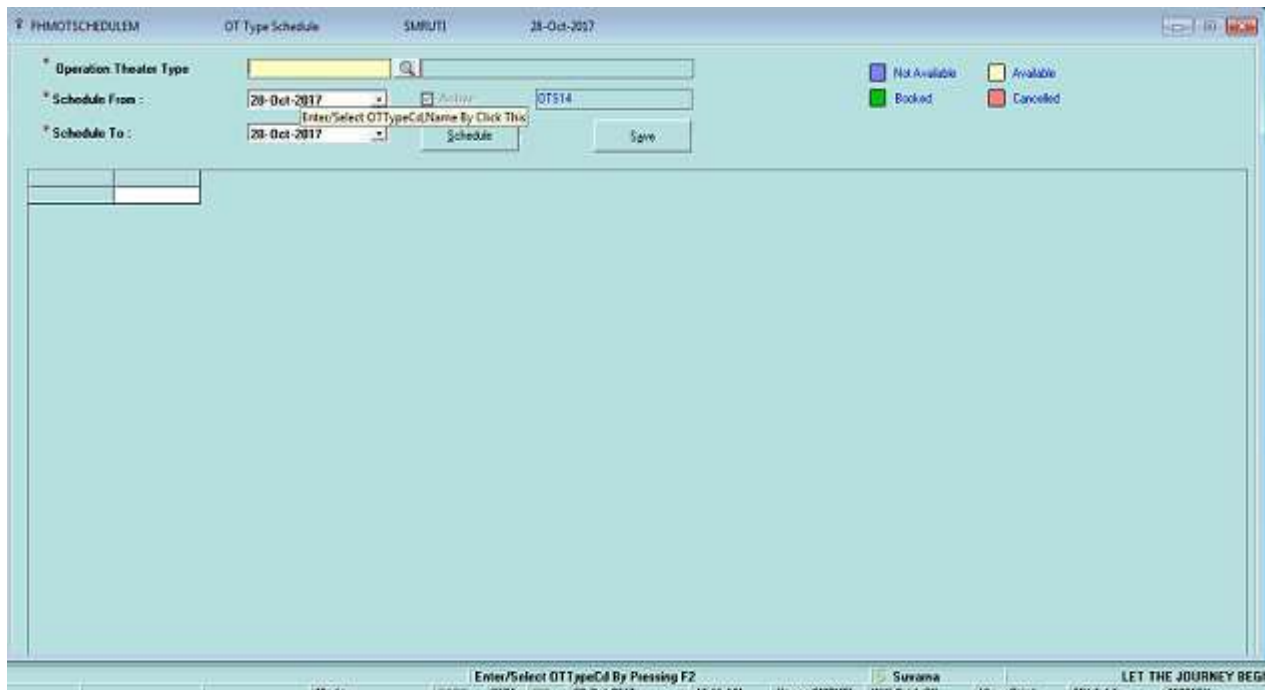 FHMOTSCHEDULEM OT Type Schedule SMRUTI 28-Oct-2017
* Operation Theater Type
Not Available Available
* Schedule From : 28-Oct-2017 Active OTS14 Booked Cancelled
Enter/Select OTTypeCd,Name By Click This
* Schedule To : 28-Oct-2017 Schedule Save
Enter/Select OTTypeCd By Pressing F2 Suvarna LET THE JOURNEY BEGI